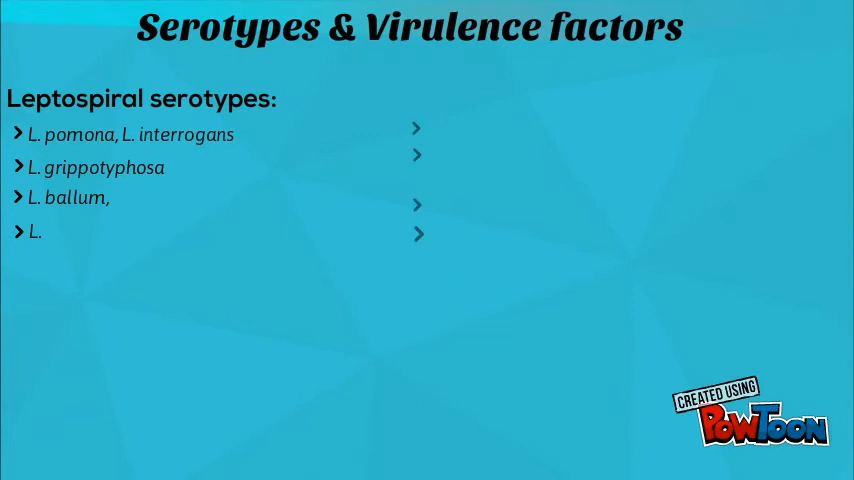 Serotypes & Virulence factors
Leptospiral serotypes:
L. pomona, L. interrogans
L. grippotyphosa
L. ballum,
L.
CREATED USING
POWTOON